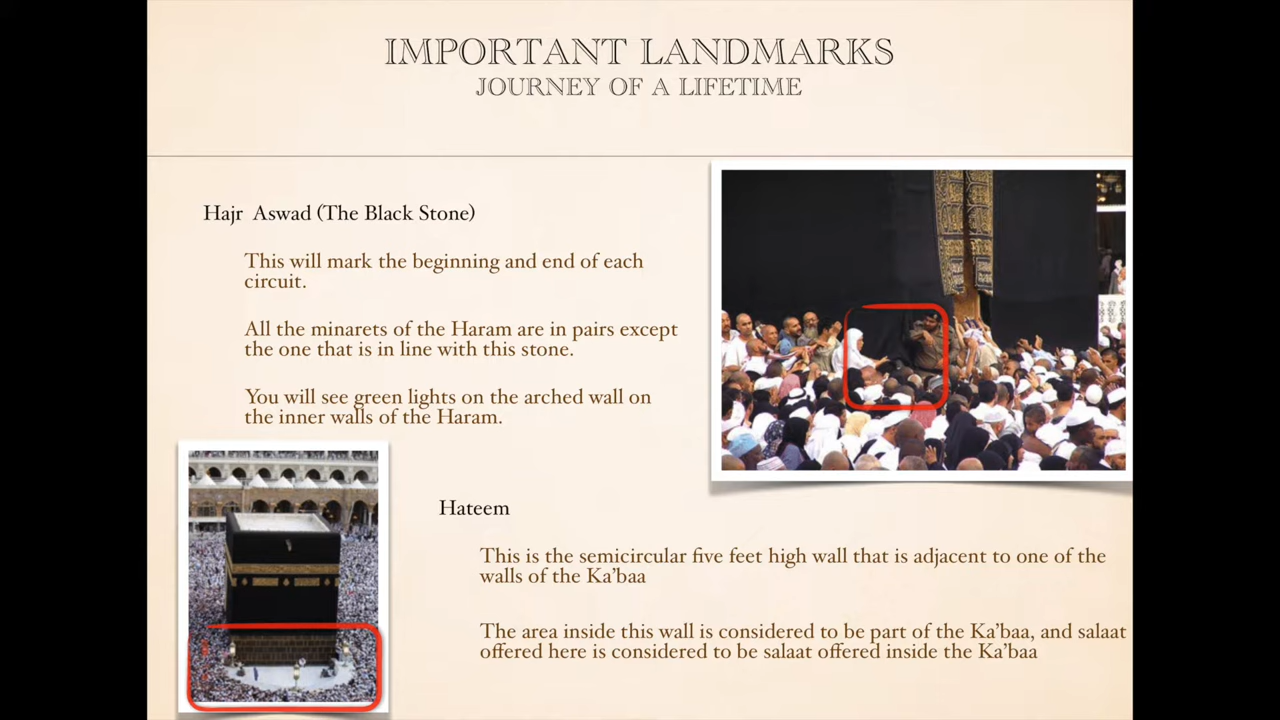 IMPORTANT LANDMARKS
JOURNEY OF A LIFETIME
Hajr Aswad (The Black Stone)
This will mark the beginning and end of each
circuit.
All the minarets of the Haram are in pairs except
the one that is in line with this stone.
You will see green lights on the arched wall on
the inner walls of the Haram.
Hateem
This is the semicircular five feet high wall that is adjacent to one of the
walls of the Ka’baa
The area inside this wall is considered to be part of the Ka’baa, and salaat
offered here is considered to be salaat offered inside the Ka’baa